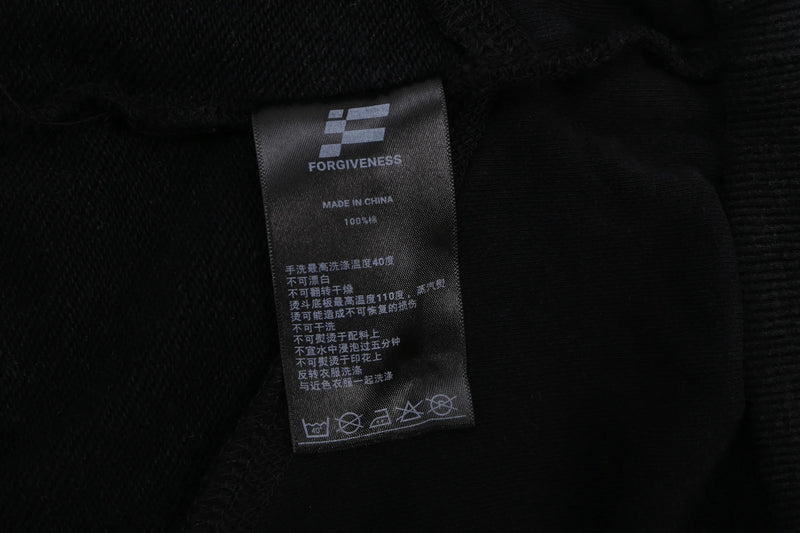 FORGIVENESS
MADE IN CHINA
100%棉
手洗最高洗涤温度40度
不可漂白
不可翻转干燥
烫斗底板最高温度110度，蒸汽熨
烫可能造成不可恢复的损伤
不可干洗
不可熨烫于配料上
不宜水中浸泡过五分钟
不可熨烫于印花上
反转衣服洗涤
与近色衣服一起洗涤
40°